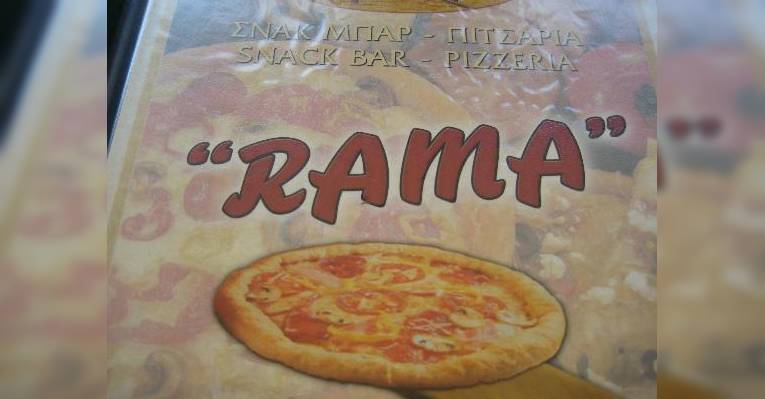 ΣΝΑΚ ΜΠΑΡ - ΠΙΤΣΑΡΙΑ
SNACK BAR - PIZZERIA
“RAMA”